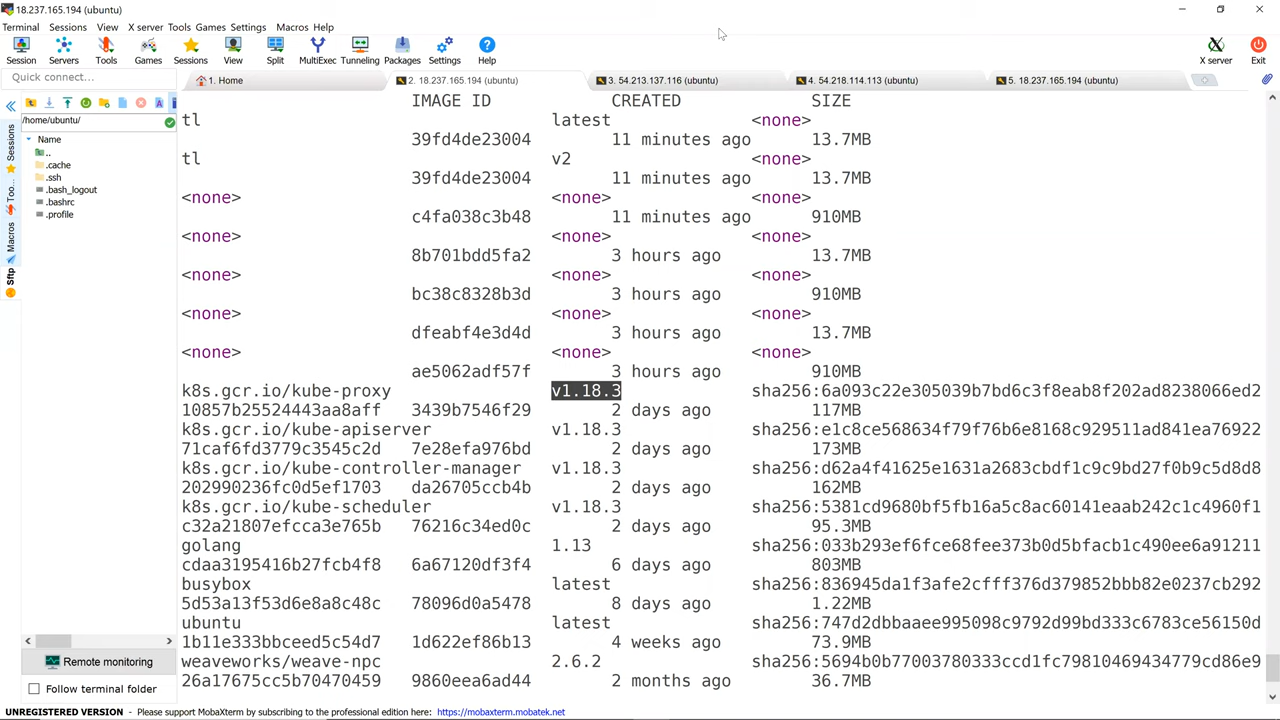 18.237.165.194 (ubuntu)
Terminal Sessions View X server Tools Games Settings Macros Help
Session Servers Tools Games Sessions View Split MultiExec Tunneling Packages Settings Help X server Exit
Quick connect...
1. Home
2. 18.237.165.194 (ubuntu)
3. 54.213.137.116 (ubuntu)
4. 54.218.114.113 (ubuntu)
5. 18.237.165.194 (ubuntu)
/home/ubuntu/
Name
..
.cache
.ssh
.bash_logout
.bashrc
.profile
Sessions
Too...
Macros
Sftp
IMAGE ID CREATED SIZE
tl latest <none>
39fd4de23004 11 minutes ago 13.7MB
tl v2 <none>
39fd4de23004 11 minutes ago 13.7MB
<none> <none> <none>
c4fa038c3b48 11 minutes ago 910MB
<none> <none> <none>
8b701bdd5fa2 3 hours ago 13.7MB
<none> <none> <none>
bc38c8328b3d 3 hours ago 910MB
<none> <none> <none>
dfeabf4e3d4d 3 hours ago 13.7MB
<none> <none> <none>
ae5062adf57f 3 hours ago 910MB
k8s.gcr.io/kube-proxy v1.18.3 sha256:6a093c22e305039b7bd6c3f8eab8f202ad8238066ed2
10857b25524443aa8aff 3439b7546f29 2 days ago 117MB
k8s.gcr.io/kube-apiserver v1.18.3 sha256:e1c8ce568634f79f76b6e8168c929511ad841ea76922
71caf6fd3779c3545c2d 7e28efa976bd 2 days ago 173MB
k8s.gcr.io/kube-controller-manager v1.18.3 sha256:d62a4f41625e1631a2683cbdf1c9c9bd27f0b9c5d8d8
202990236fc0d5ef1703 da26705ccb4b 2 days ago 162MB
k8s.gcr.io/kube-scheduler v1.18.3 sha256:5381cd9680bf5fb16a5c8ac60141eaab242c1c4960f1
c32a21807efcca3e765b 76216c34ed0c 2 days ago 95.3MB
golang 1.13 sha256:033b293ef6fce68fee373b0d5bfacb1c490ee6a91211
cdaa3195416b27fcb4f8 6a67120df3f4 6 days ago 803MB
busybox latest sha256:836945da1f3afe2cfff376d379852bbb82e0237cb292
5d53a13f53d6e8a8c48c 78096d0a5478 8 days ago 1.22MB
ubuntu latest sha256:747d2dbbaaee995098c9792d99bd333c6783ce56150d
1b11e333bbceed5c54d7 1d622ef86b13 4 weeks ago 73.9MB
weaveworks/weave-npc 2.6.2 sha256:5694b0b77003780333ccd1fc79810469434779cd86e9
26a17675cc5b70470459 9860eea6ad44 2 months ago 36.7MB
Remote monitoring
Follow terminal folder
UNREGISTERED VERSION - Please support MobaXterm by subscribing to the professional edition here: https://mobaxterm.mobatek.net